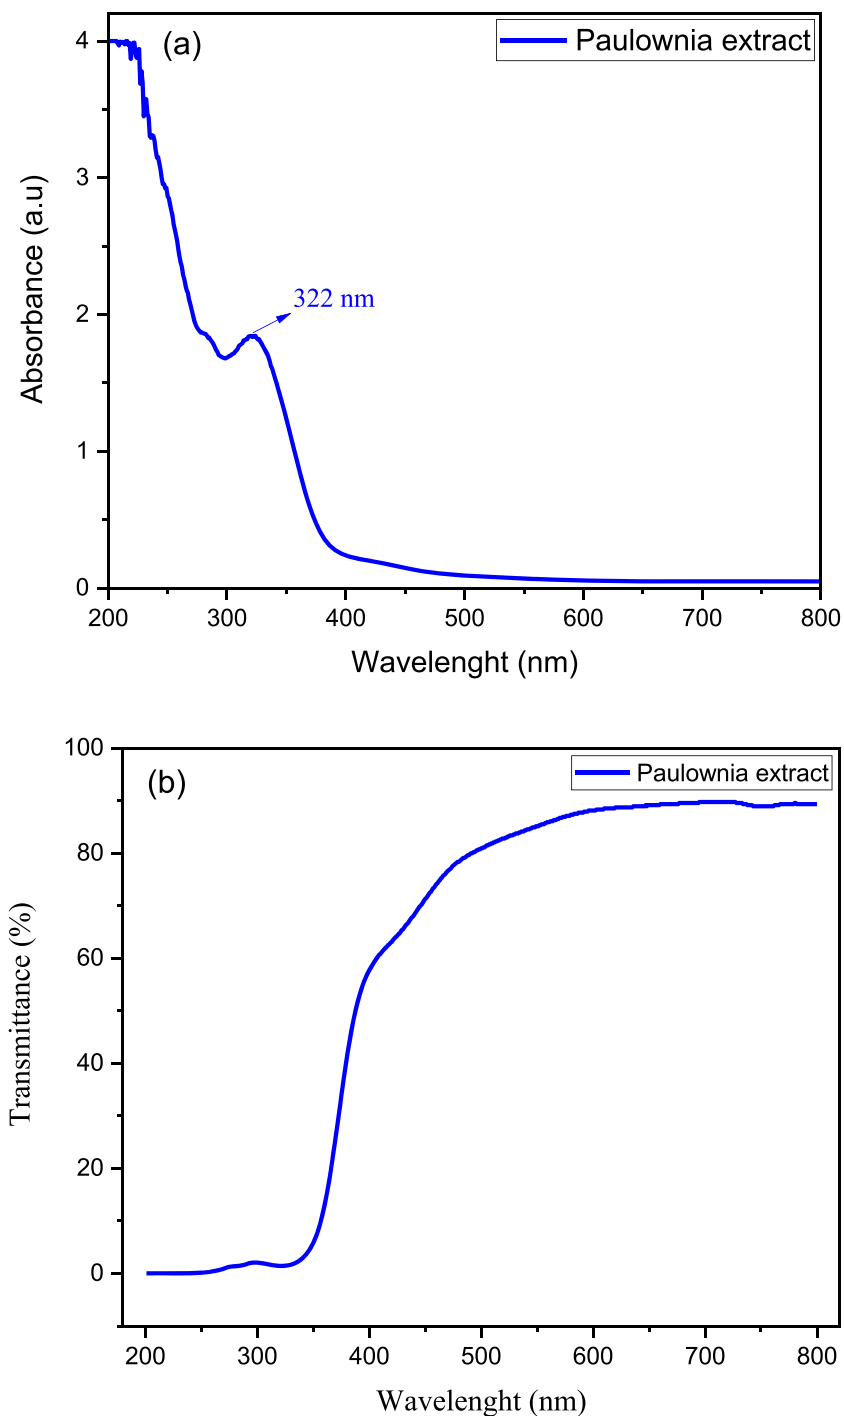 (a)
Paulownia extract
4
3
2
1
0
322 nm
Absorbance (a.u)
200 300 400 500 600 700 800
Wavelenght (nm)
(b)
Paulownia extract
100
80
60
40
20
0
Transmittance (%)
200 300 400 500 600 700 800
Wavelenght (nm)